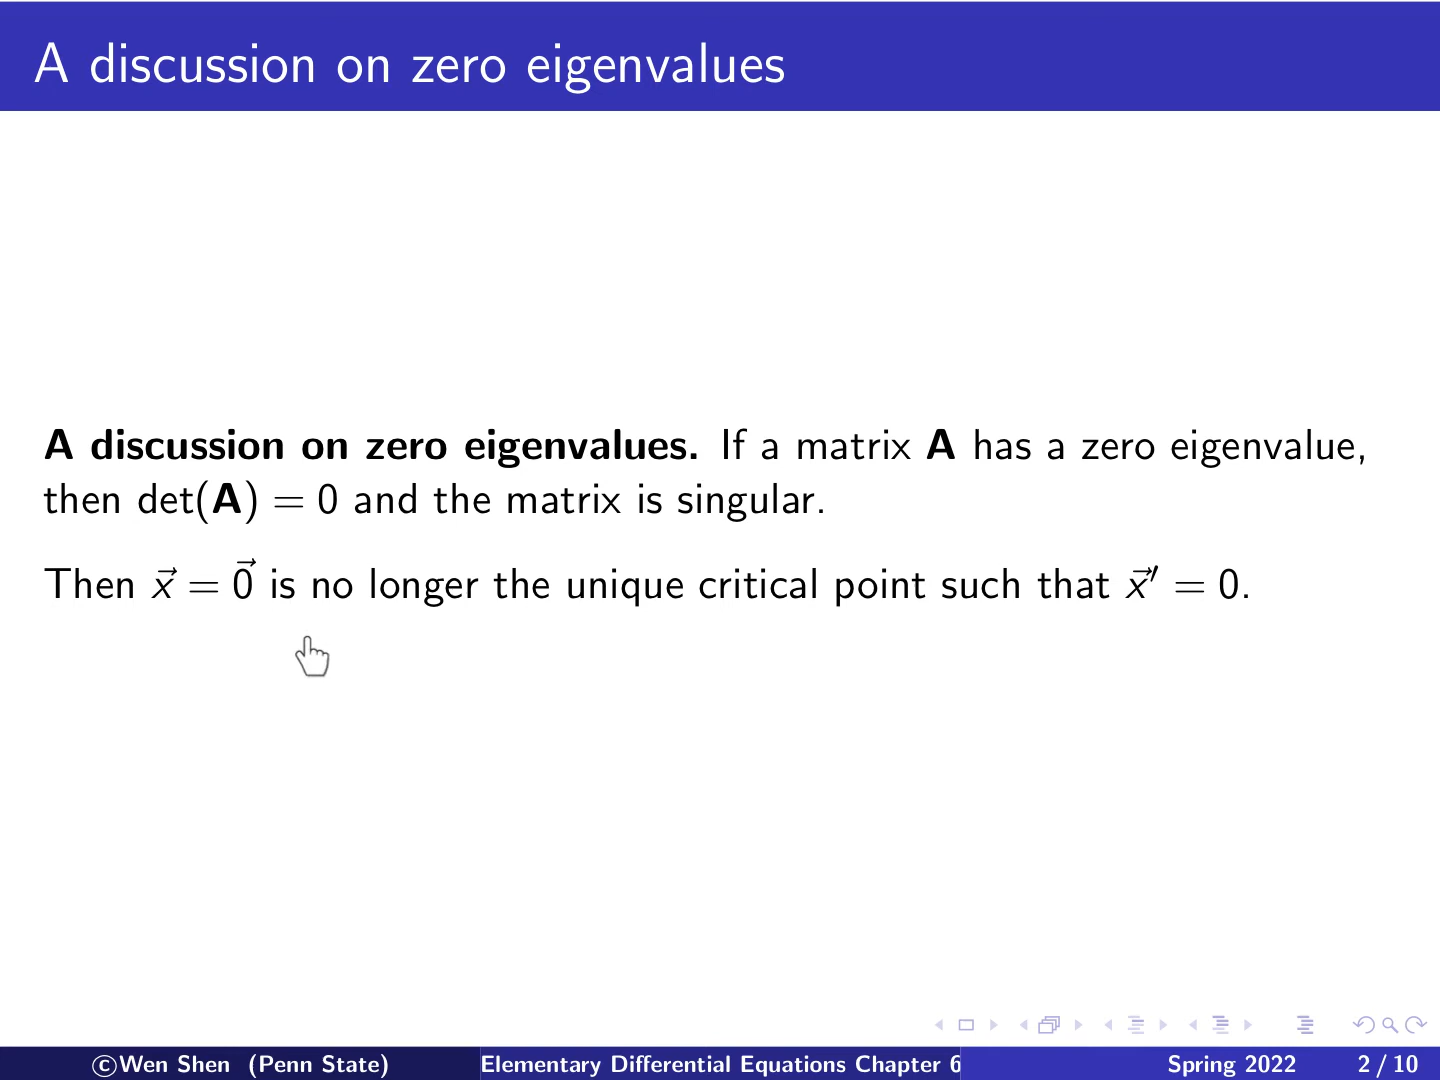 A discussion on zero eigenvalues
A discussion on zero eigenvalues. If a matrix A has a zero eigenvalue,
then det(A) = 0 and the matrix is singular.
Then x⃗ = 0⃗ is no longer the unique critical point such that x⃗′ = 0.
©Wen Shen (Penn State) Elementary Differential Equations Chapter 6 Spring 2022 2 / 10